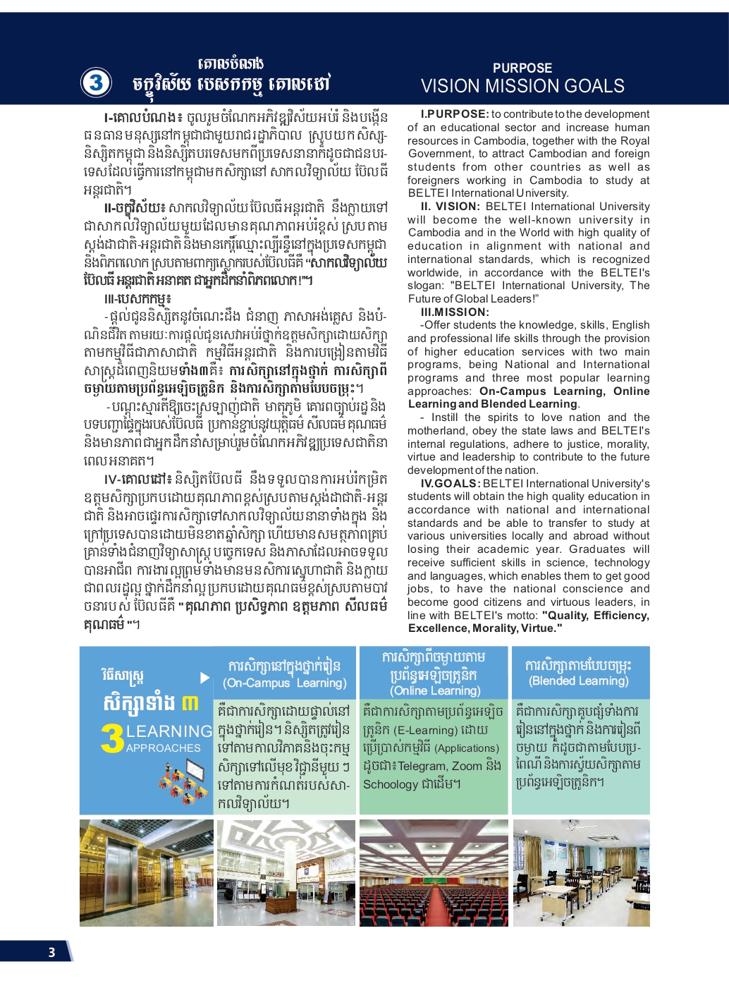 3
គោលបំណង
ចក្ខុវិស័យ បេសកកម្ម គោលដៅ
PURPOSE
VISION MISSION GOALS
I-គោលបំណង៖ ចូលរួមចំណែកអភិវឌ្ឍវិស័យអប់រំ និងបង្កើន
ធនធានមនុស្សនៅកម្ពុជាជាមួយរាជរដ្ឋាភិបាល ស្រូបយកសិស្ស-
និស្សិតកម្ពុជា និងនិស្សិតបរទេសមកពីប្រទេសនានាក៏ដូចជាជនបរ-
ទេសដែលធ្វើការនៅកម្ពុជាមកសិក្សានៅ សាកលវិទ្យាល័យ ប៊ែលធី
អន្តរជាតិ។
II-ចក្ខុវិស័យ៖ សាកលវិទ្យាល័យប៊ែលធីអន្តរជាតិ នឹងក្លាយទៅ
ជាសាកលវិទ្យាល័យមួយដែលមានគុណភាពអប់រំខ្ពស់ ស្របតាម
ស្តង់ដាជាតិ-អន្តរជាតិ និងមានកេរ្តិ៍ឈ្មោះល្បីរន្ទឺនៅក្នុងប្រទេសកម្ពុជា
និងពិភពលោក ស្របតាមពាក្យស្លោករបស់ប៊ែលធីគឺ “សាកលវិទ្យាល័យ
ប៊ែលធី អន្តរជាតិ អនាគត ជាអ្នកដឹកនាំពិភពលោក!”។
III-បេសកកម្ម៖
-ផ្តល់ជូននិស្សិតនូវចំណេះដឹង ជំនាញ ភាសាអង់គ្លេស និងបំ-
ណិនជីវិត តាមរយៈការផ្តល់ជូនសេវាអប់រំថ្នាក់ឧត្តមសិក្សាដោយសិក្សា
តាមកម្មវិធីជាភាសាជាតិ កម្មវិធីអន្តរជាតិ និងការបង្រៀនតាមវិធី
សាស្ត្រដ៏ពេញនិយមទាំង៣គឺ៖ ការសិក្សានៅក្នុងថ្នាក់ ការសិក្សាពី
ចម្ងាយតាមប្រព័ន្ធអេឡិចត្រូនិក និងការសិក្សាតាមបែបចម្រុះ។
-បណ្តុះស្មារតីឱ្យចេះស្រឡាញ់ជាតិ មាតុភូមិ គោរពច្បាប់រដ្ឋ និង
បទបញ្ជាផ្ទៃក្នុងរបស់ប៊ែលធី ប្រកាន់ខ្ជាប់នូវយុត្តិធម៌ សីលធម៌ គុណធម៌
និងមានភាពជាអ្នកដឹកនាំសម្រាប់រួមចំណែកអភិវឌ្ឍប្រទេសជាតិនា
ពេលអនាគត។
IV-គោលដៅ៖ និស្សិតប៊ែលធី នឹងទទួលបានការអប់រំកម្រិត
ឧត្តមសិក្សាប្រកបដោយគុណភាពខ្ពស់ស្របតាមស្តង់ដាជាតិ-អន្តរ
ជាតិ និងអាចផ្ទេរការសិក្សាទៅសាកលវិទ្យាល័យនានាទាំងក្នុង និង
ក្រៅប្រទេសបានដោយមិនខាតឆ្នាំសិក្សា ហើយមានសមត្ថភាពគ្រប់
គ្រាន់ទាំងជំនាញវិទ្យាសាស្ត្រ បច្ចេកទេស និងភាសាដែលអាចទទួល
បានអាជីព ការងារល្អព្រមទាំងមានមនសិការស្នេហាជាតិ និងក្លាយ
ជាពលរដ្ឋល្អ ថ្នាក់ដឹកនាំល្អ ប្រកបដោយគុណធម៌ខ្ពស់ស្របតាមបាវ
ចនារបស់ ប៊ែលធីគឺ "គុណភាព ប្រសិទ្ធភាព ឧត្តមភាព សីលធម៌
គុណធម៌ "។
I.PURPOSE: to contribute to the development
of an educational sector and increase human
resources in Cambodia, together with the Royal
Government, to attract Cambodian and foreign
students from other countries as well as
foreigners working in Cambodia to study at
BELTEI International University.
II. VISION: BELTEI International University
will become the well-known university in
Cambodia and in the World with high quality of
education in alignment with national and
international standards, which is recognized
worldwide, in accordance with the BELTEI's
slogan: "BELTEI International University, The
Future of Global Leaders!"
III.MISSION:
-Offer students the knowledge, skills, English
and professional life skills through the provision
of higher education services with two main
programs, being National and International
programs and three most popular learning
approaches: On-Campus Learning, Online
Learning and Blended Learning.
- Instill the spirits to love nation and the
motherland, obey the state laws and BELTEI's
internal regulations, adhere to justice, morality,
virtue and leadership to contribute to the future
development of the nation.
IV.GOALS: BELTEI International University's
students will obtain the high quality education in
accordance with national and international
standards and be able to transfer to study at
various universities locally and abroad without
losing their academic year. Graduates will
receive sufficient skills in science, technology
and languages, which enables them to get good
jobs, to have the national conscience and
become good citizens and virtuous leaders, in
line with BELTEI's motto: "Quality, Efficiency,
Excellence, Morality, Virtue."
វិធីសាស្ត្រ
សិក្សាទាំង ៣
3 LEARNING
APPROACHES
ការសិក្សានៅក្នុងថ្នាក់រៀន
(On-Campus Learning)
គឺជាការសិក្សាដោយផ្ទាល់នៅ
ក្នុងថ្នាក់រៀន។ និស្សិតត្រូវរៀន
ទៅតាមកាលវិភាគនិងចុះកម្ម
សិក្សាទៅលើមុខវិជ្ជានីមួយៗ
ទៅតាមការកំណត់របស់សា-
កលវិទ្យាល័យ។
ការសិក្សាពីចម្ងាយតាម
ប្រព័ន្ធអេឡិចត្រូនិក
(Online Learning)
គឺជាការសិក្សាតាមប្រព័ន្ធអេឡិច
ត្រូនិក (E-Learning) ដោយ
ប្រើប្រាស់កម្មវិធី (Applications)
ដូចជា៖Telegram, Zoom និង
Schoology ជាដើម។
ការសិក្សាតាមបែបចម្រុះ
(Blended Learning)
គឺជាការសិក្សាគួបផ្សំទាំងការ
រៀននៅក្នុងថ្នាក់ និងការរៀនពី
ចម្ងាយ ក៏ដូចជាតាមបែបប្រ-
ពៃណី និងការស្វ័យសិក្សាតាម
ប្រព័ន្ធអេឡិចត្រូនិក។
3